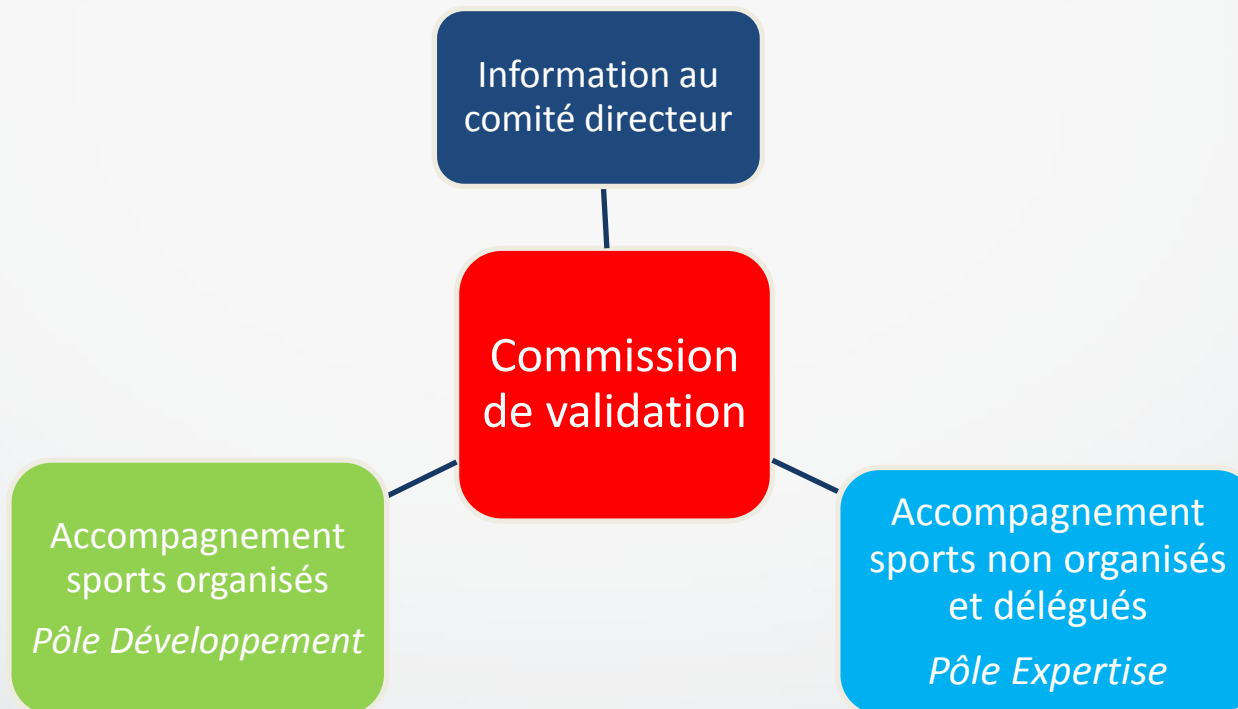 Information au
comité directeur
Commission
de validation
Accompagnement
sports organisés
Pôle Développement
Accompagnement
sports non organisés
et délégués
Pôle Expertise